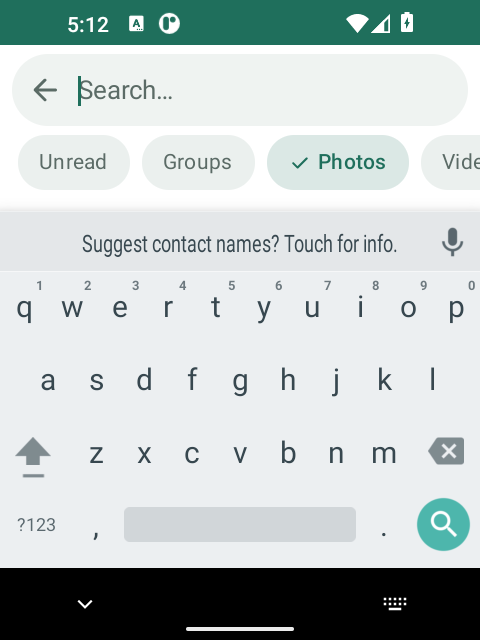 5:12 A
Search…
Unread Groups Photos Vide
Suggest contact names? Touch for info.
1 2 3 4 5 6 7 8 9 0
q w e r t y u i o p
a s d f g h j k l
z x c v b n m
?123 , .